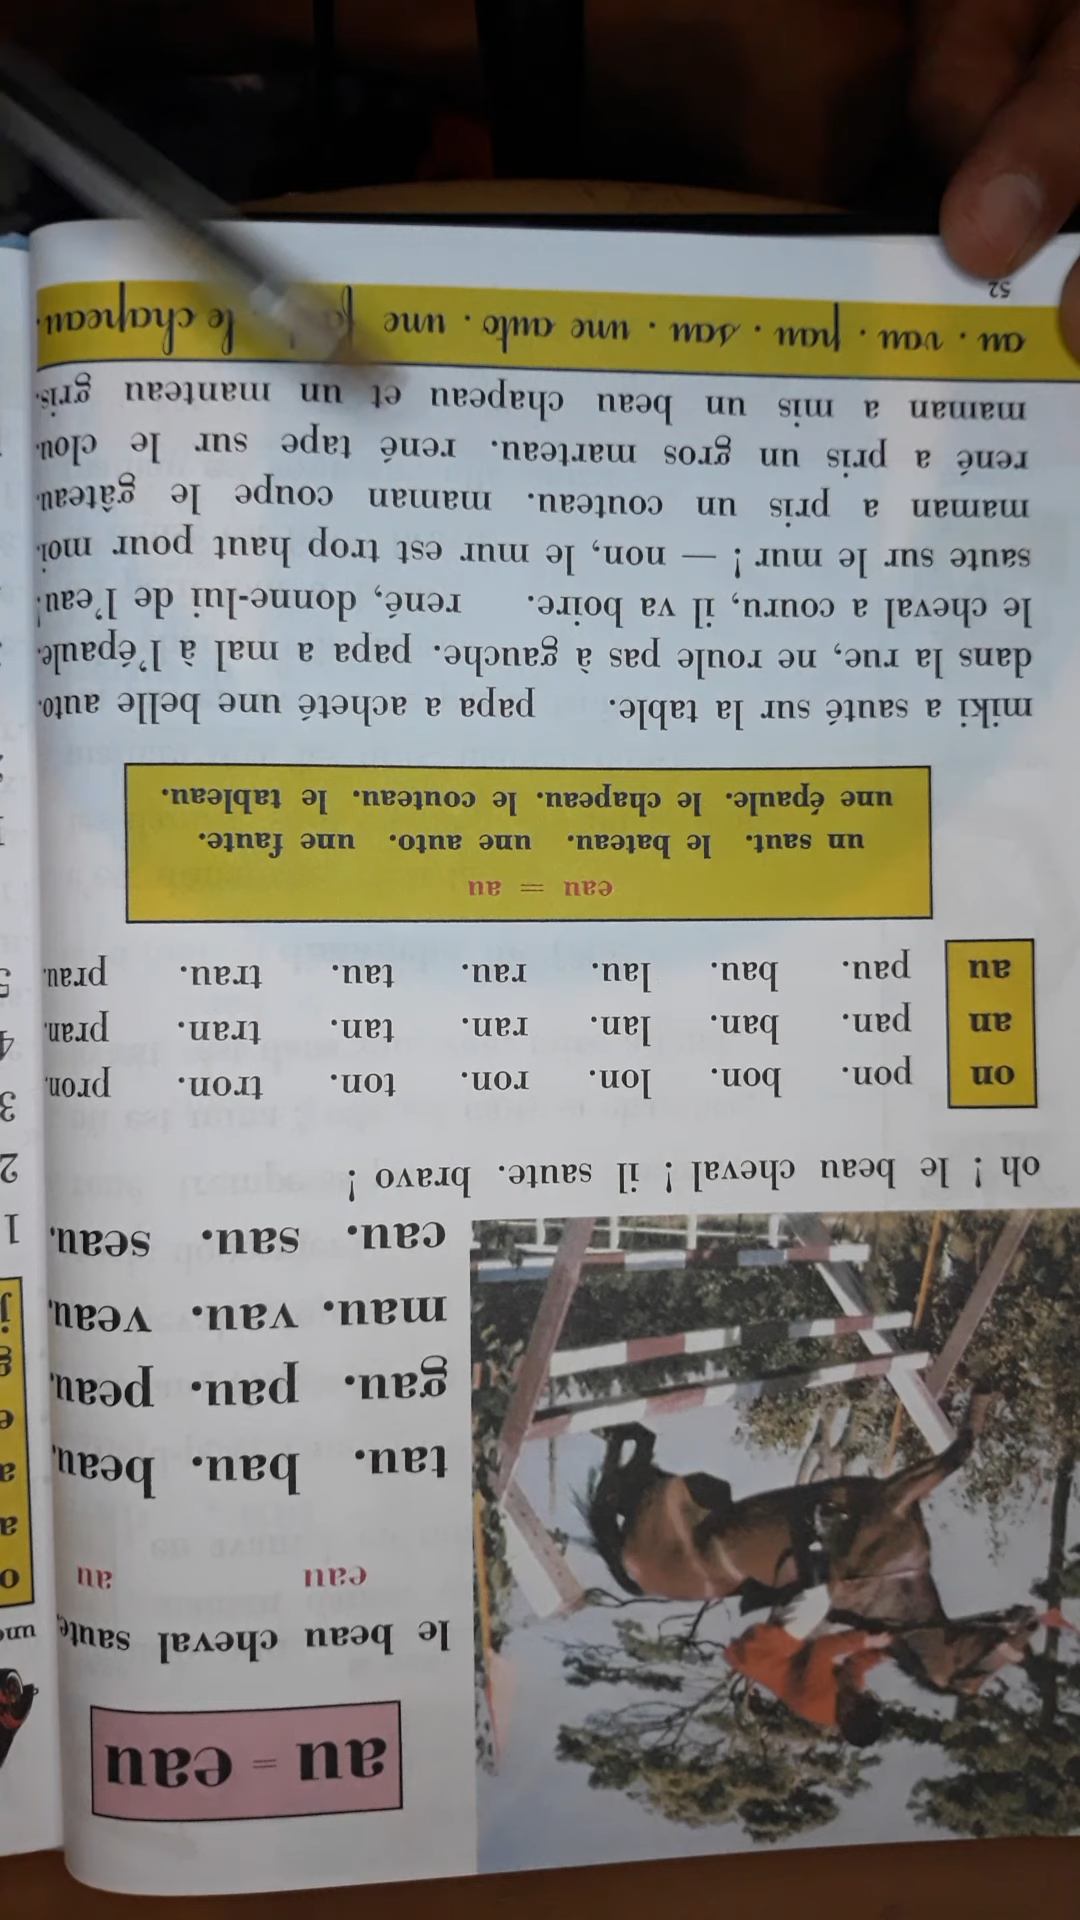 au = eau
le beau cheval saute.
eau au
tau. bau. beau.
gau. pau. peau.
mau. vau. veau.
cau. sau. seau.
oh ! le beau cheval ! il saute. bravo !
on pon. bon. lon. ron. ton. tron. pron.
an pan. ban. lan. ran. tan. tran. pran.
au pau. bau. lau. rau. tau. trau. prau.
eau = au
un saut. le bateau. une auto. une faute.
une épaule. le chapeau. le couteau. le tableau.
miki a sauté sur la table. papa a acheté une belle auto.
dans la rue, ne roule pas à gauche. papa a mal à l'épaule.
le cheval a couru, il va boire. rené, donne-lui de l'eau !
saute sur le mur ! — non, le mur est trop haut pour moi.
maman a pris un couteau. maman coupe le gâteau.
rené a pris un gros marteau. rené tape sur le clou.
maman a mis un beau chapeau et un manteau gris.
au . vau . pau . sau . une auto . une le chapeau.
52
un
o
a
a
e
g
j
1
2
3
4
5